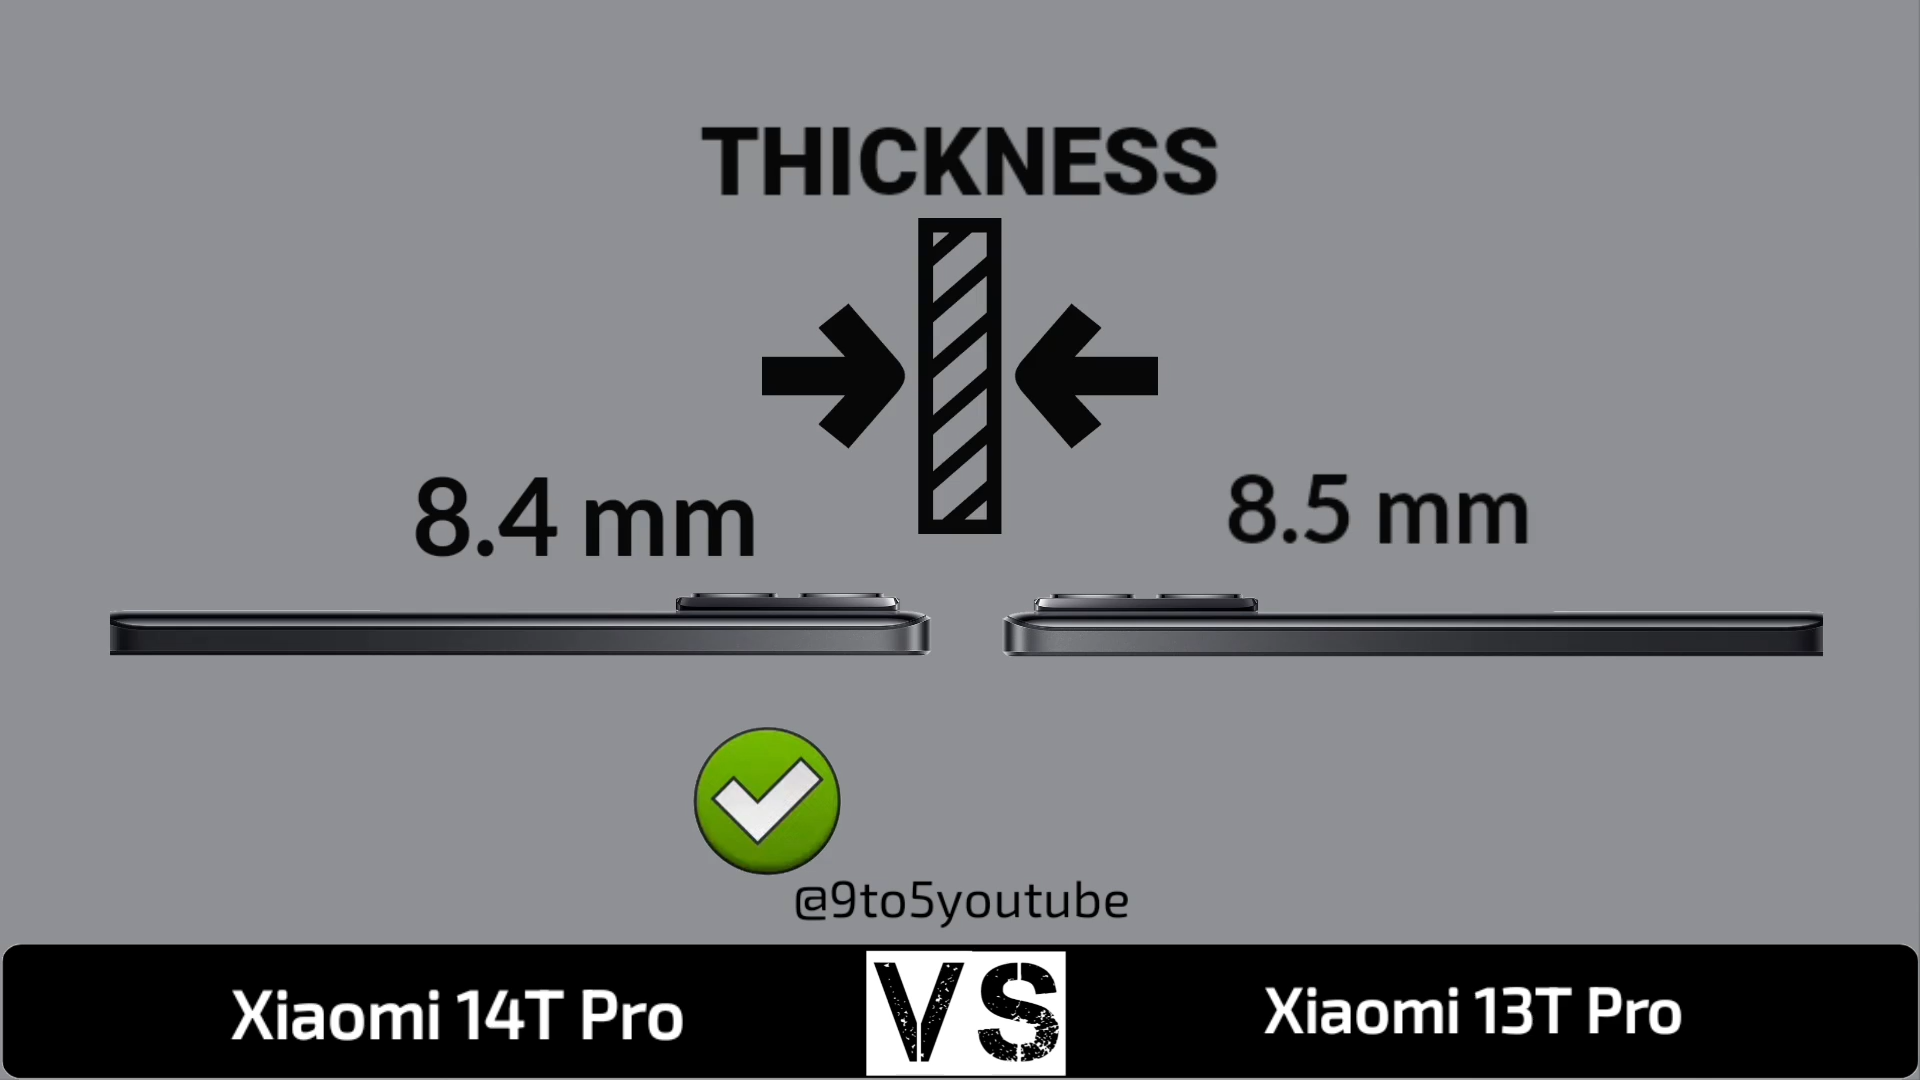 THICKNESS
8.4 mm
8.5 mm
@9to5youtube
Xiaomi 14T Pro
VS
Xiaomi 13T Pro